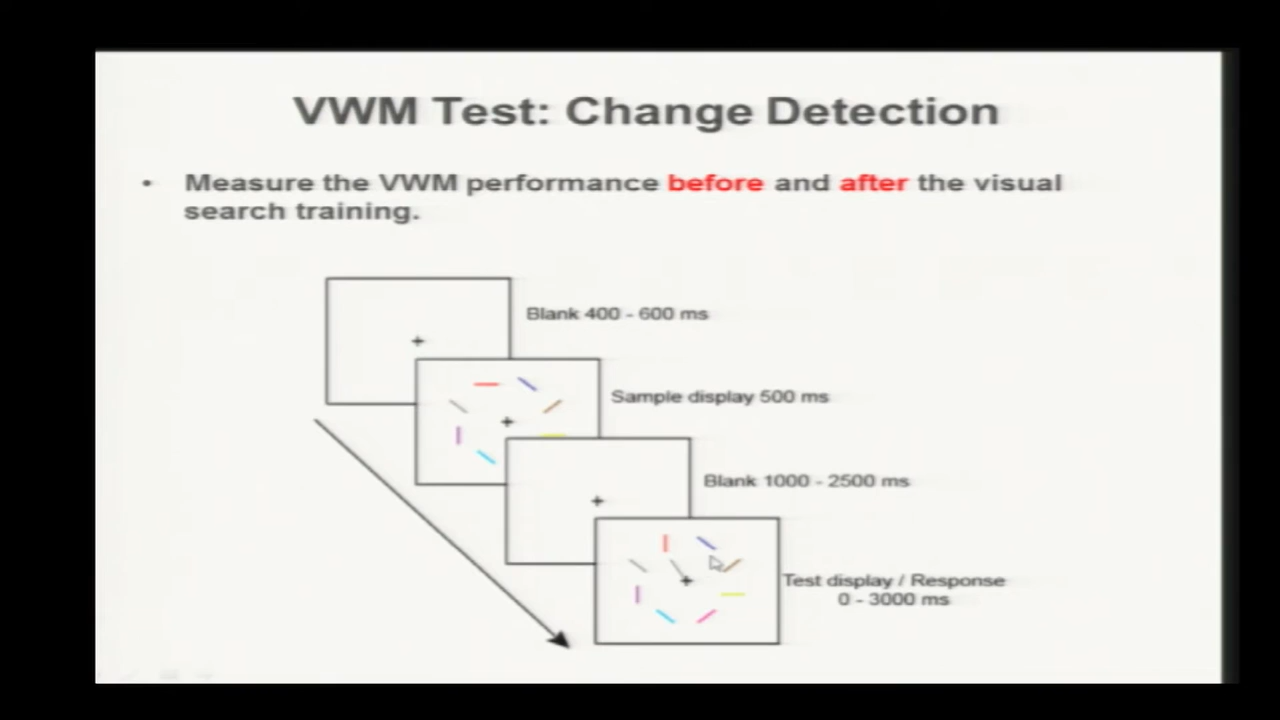 VWM Test: Change Detection
• Measure the VWM performance before and after the visual
search training.
Blank 400 - 600 ms
Sample display 500 ms
Blank 1000 - 2500 ms
Test display / Response
0 - 3000 ms